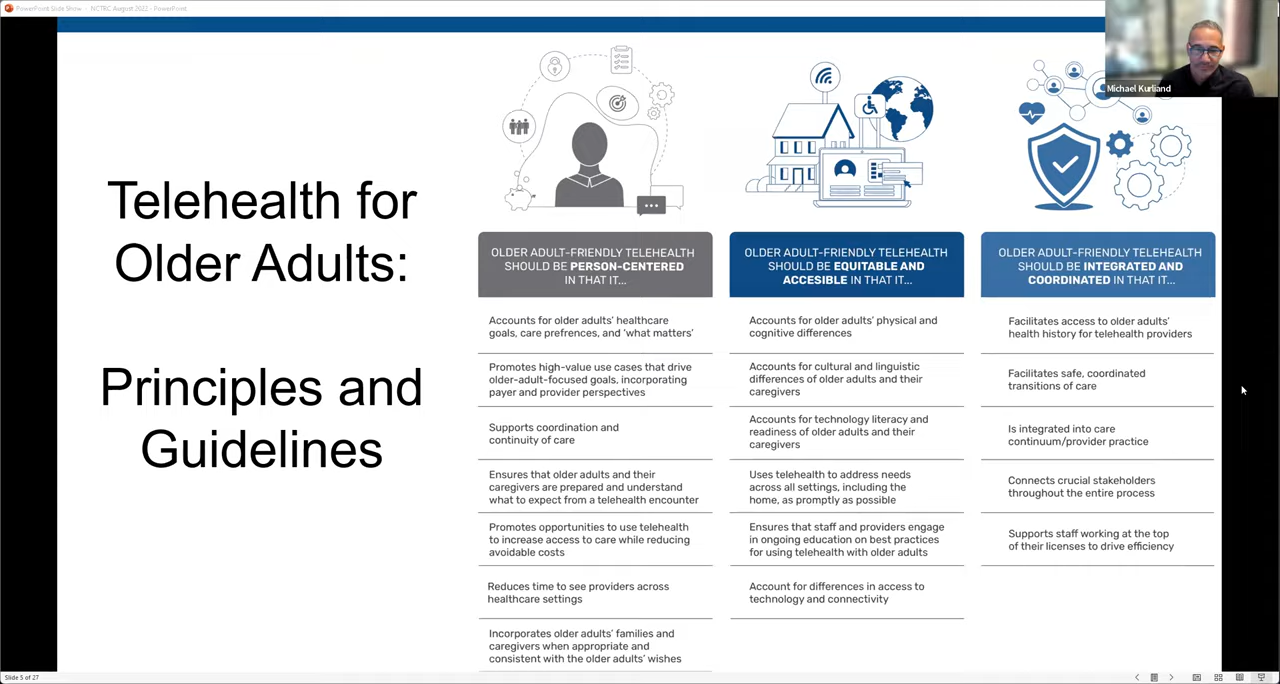 PowerPoint Slide Show - NCTRC August 2022 - PowerPoint
Michael Kurland
Telehealth for
Older Adults:
Principles and
Guidelines
OLDER ADULT-FRIENDLY TELEHEALTH
SHOULD BE PERSON-CENTERED
IN THAT IT...
Accounts for older adults' healthcare
goals, care prefrences, and 'what matters'
Promotes high-value use cases that drive
older-adult-focused goals, incorporating
payer and provider perspectives
Supports coordination and
continuity of care
Ensures that older adults and their
caregivers are prepared and understand
what to expect from a telehealth encounter
Promotes opportunities to use telehealth
to increase access to care while reducing
avoidable costs
Reduces time to see providers across
healthcare settings
Incorporates older adults' families and
caregivers when appropriate and
consistent with the older adults' wishes
OLDER ADULT-FRIENDLY TELEHEALTH
SHOULD BE EQUITABLE AND
ACCESIBLE IN THAT IT...
Accounts for older adults' physical and
cognitive differences
Accounts for cultural and linguistic
differences of older adults and their
caregivers
Accounts for technology literacy and
readiness of older adults and their
caregivers
Uses telehealth to address needs
across all settings, including the
home, as promptly as possible
Ensures that staff and providers engage
in ongoing education on best practices
for using telehealth with older adults
Account for differences in access to
technology and connectivity
OLDER ADULT-FRIENDLY TELEHEALTH
SHOULD BE INTEGRATED AND
COORDINATED IN THAT IT...
Facilitates access to older adults'
health history for telehealth providers
Facilitates safe, coordinated
transitions of care
Is integrated into care
continuum/provider practice
Connects crucial stakeholders
throughout the entire process
Supports staff working at the top
of their licenses to drive efficiency
Slide 5 of 27